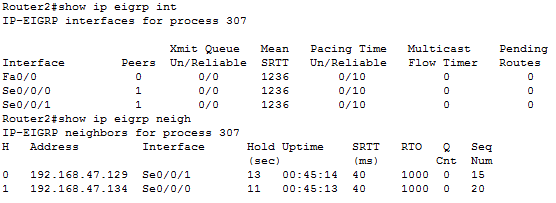 Router2#show ip eigrp int
IP-EIGRP interfaces for process 307
Xmit Queue Mean Pacing Time Multicast Pending
Interface Peers Un/Reliable SRTT Un/Reliable Flow Timer Routes
Fa0/0 0 0/0 1236 0/10 0 0
Se0/0/0 1 0/0 1236 0/10 0 0
Se0/0/1 1 0/0 1236 0/10 0 0
Router2#show ip eigrp neigh
IP-EIGRP neighbors for process 307
H Address Interface Hold Uptime SRTT RTO Q Seq
(sec) (ms) Cnt Num
0 192.168.47.129 Se0/0/1 13 00:45:14 40 1000 0 15
1 192.168.47.134 Se0/0/0 11 00:45:13 40 1000 0 20